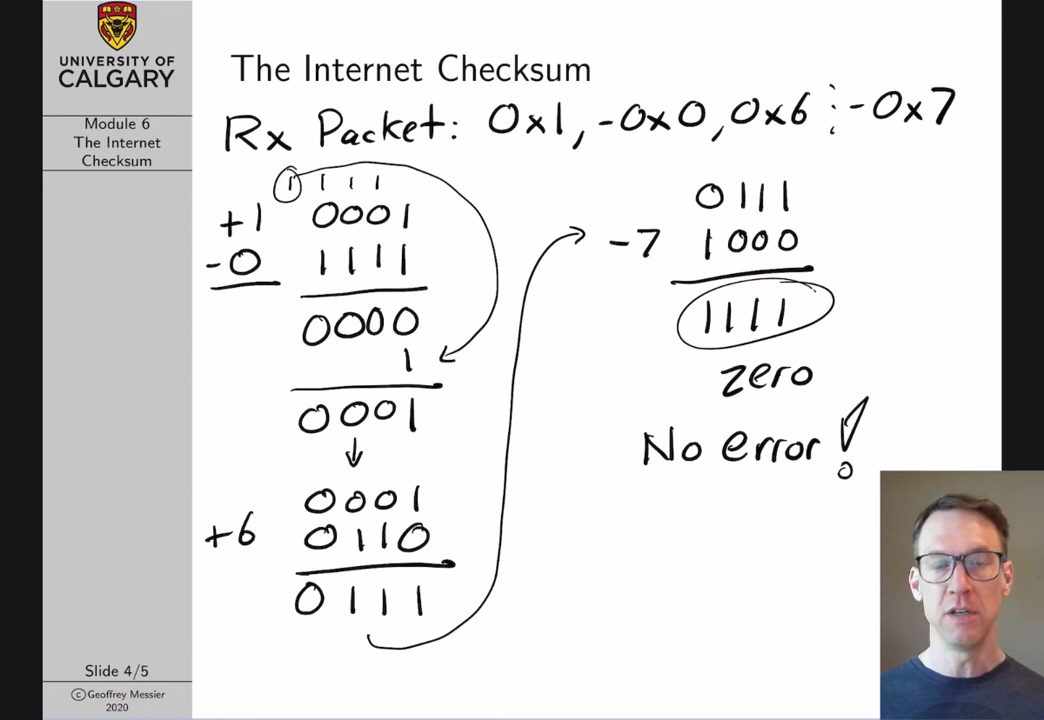 UNIVERSITY OF
CALGARY
Module 6
The Internet
Checksum
The Internet Checksum
Rx Packet: 0x1, -0x0, 0x6 ⋮ -0x7
1 1 1 1
+1 0001
-0 1111
0000
1
0001
↓
0001
+6 0110
0111
0111
-7 1000
1111
zero
No error!
Slide 4/5
©Geoffrey Messier
2020